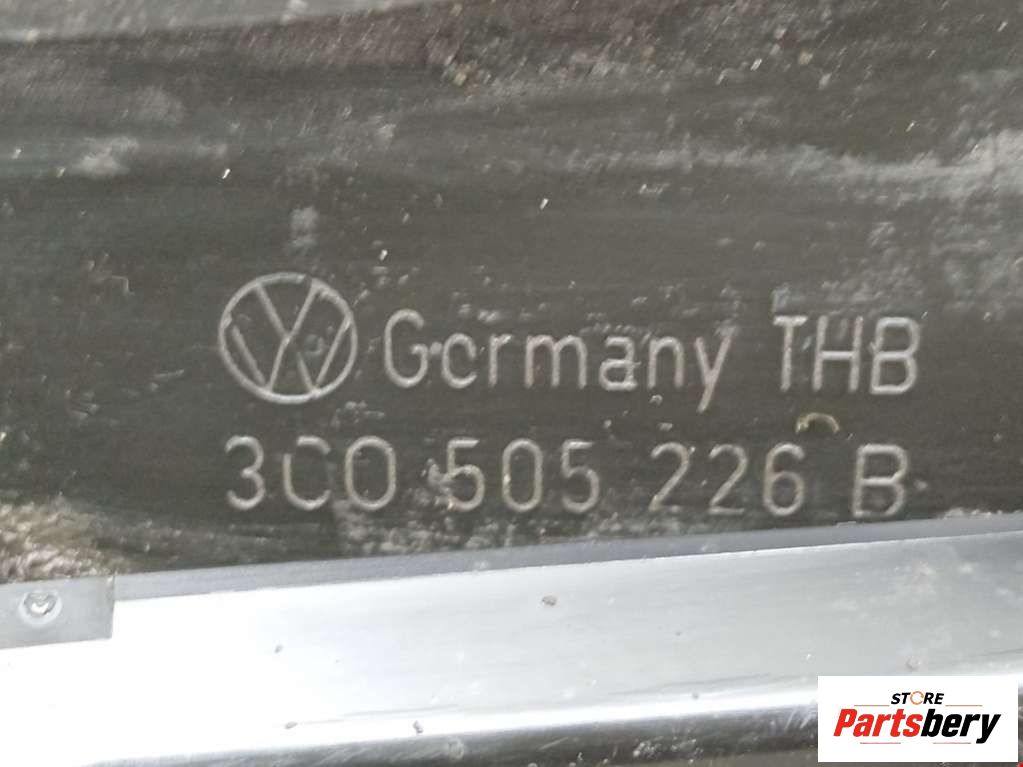 Germany THB
3C0 505 226 B
STORE
Partsbery